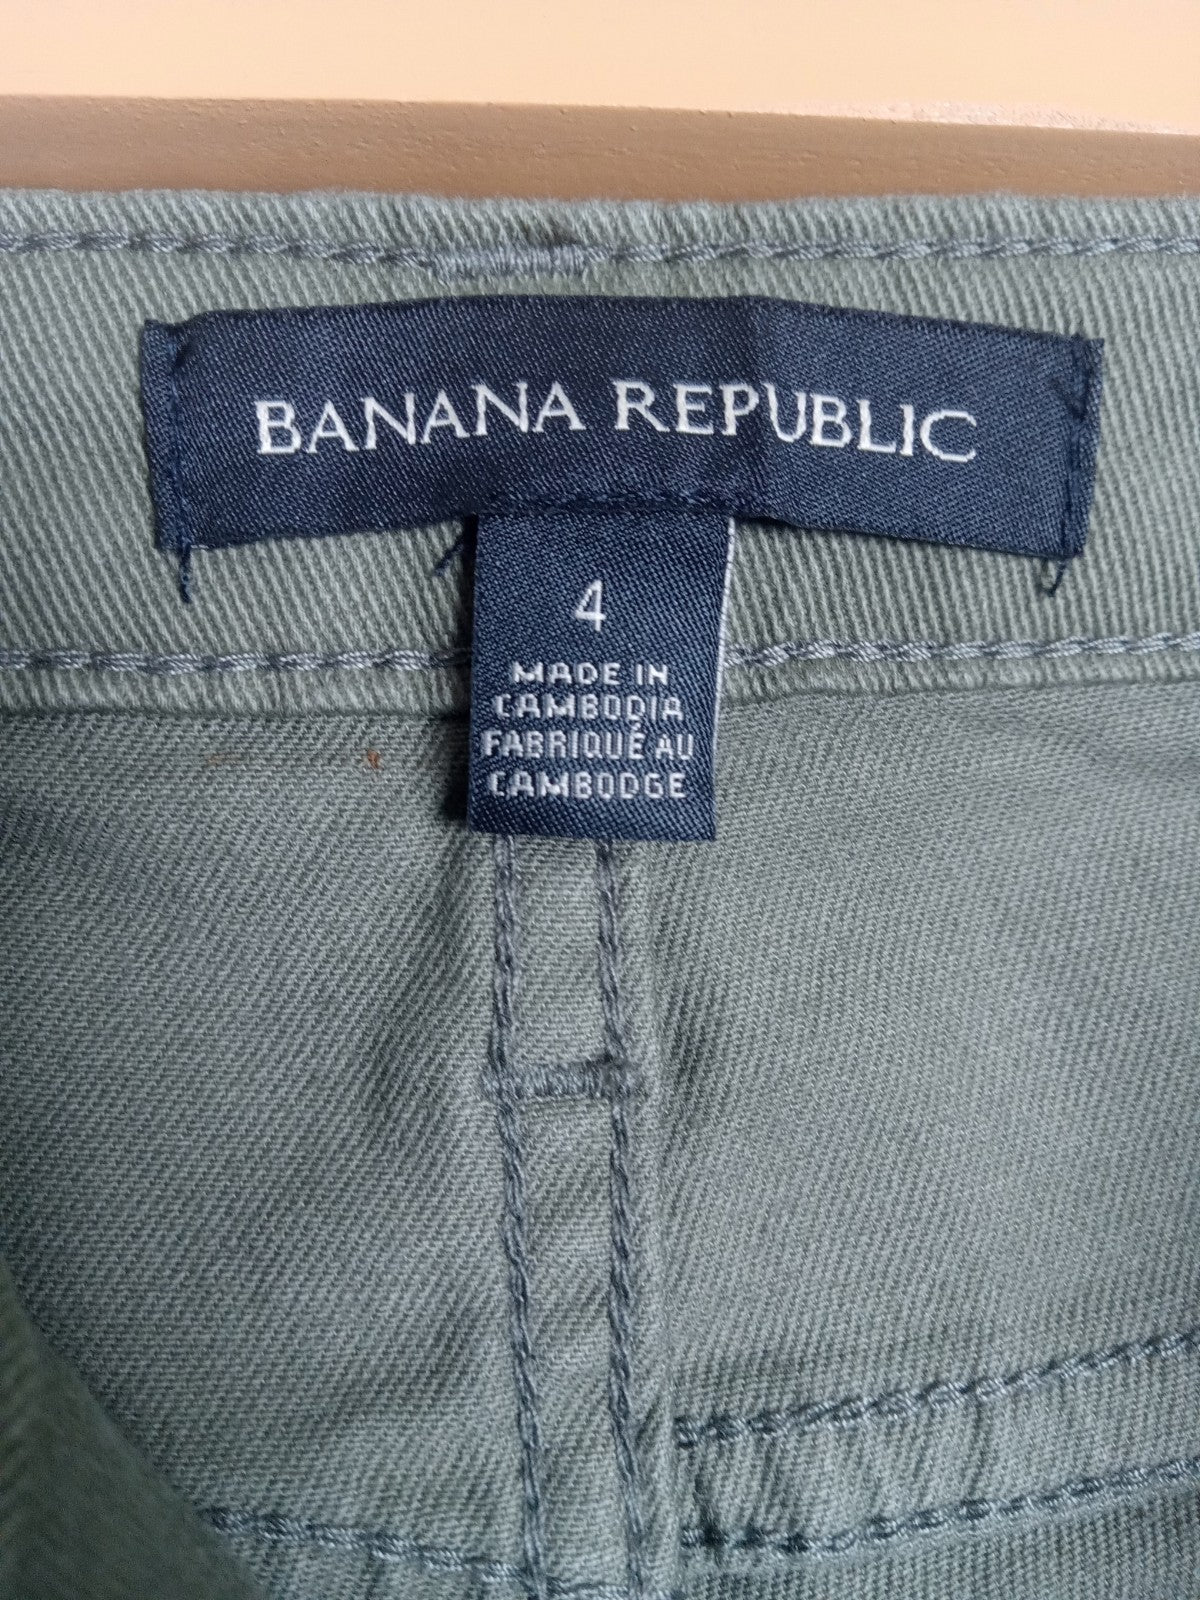 BANANA REPUBLIC
4
MADE IN
CAMBODIA
FABRIQUÉ AU
CAMBODGE